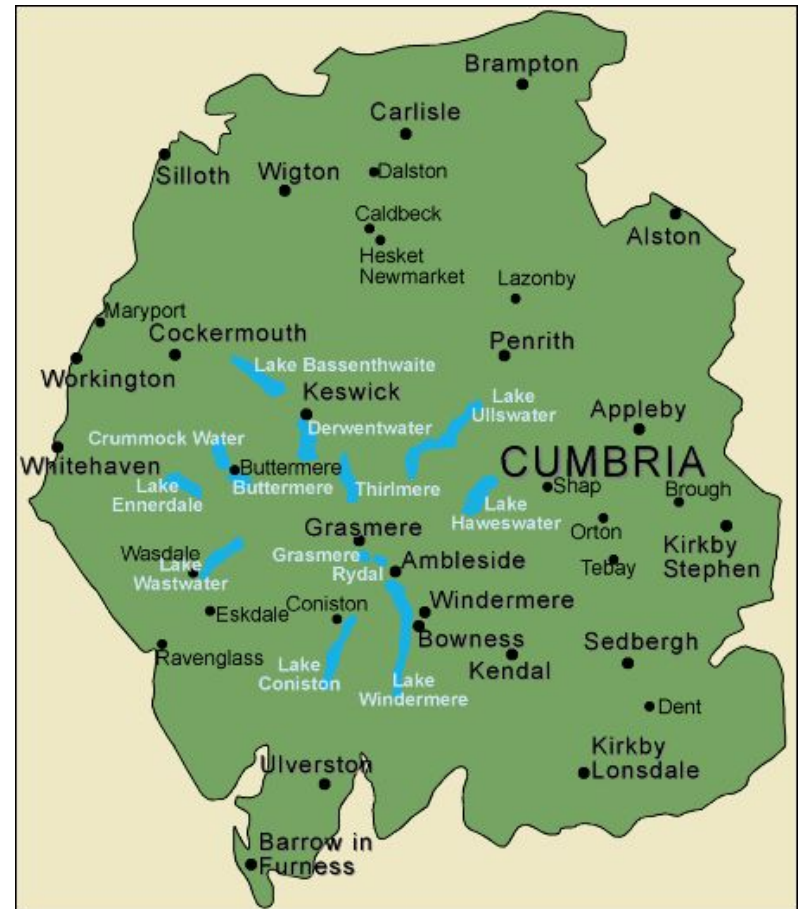 Brampton
Carlisle
Silloth
Wigton
Dalston
Caldbeck
Hesket
Newmarket
Alston
Lazonby
Maryport
Cockermouth
Penrith
Workington
Lake Bassenthwaite
Keswick
Lake
Ullswater
Appleby
Derwentwater
Crummock Water
Whitehaven
Buttermere
CUMBRIA
Lake
Ennerdale
Buttermere
Thirlmere
Shap
Brough
Lake
Haweswater
Orton
Grasmere
Kirkby
Stephen
Wasdale
Lake
Wastwater
Grasmere
Rydal
Ambleside
Tebay
Eskdale
Coniston
Windermere
Bowness
Sedbergh
Ravenglass
Lake
Coniston
Lake
Windermere
Kendal
Dent
Kirkby
Lonsdale
Ulverston
Barrow in
Furness